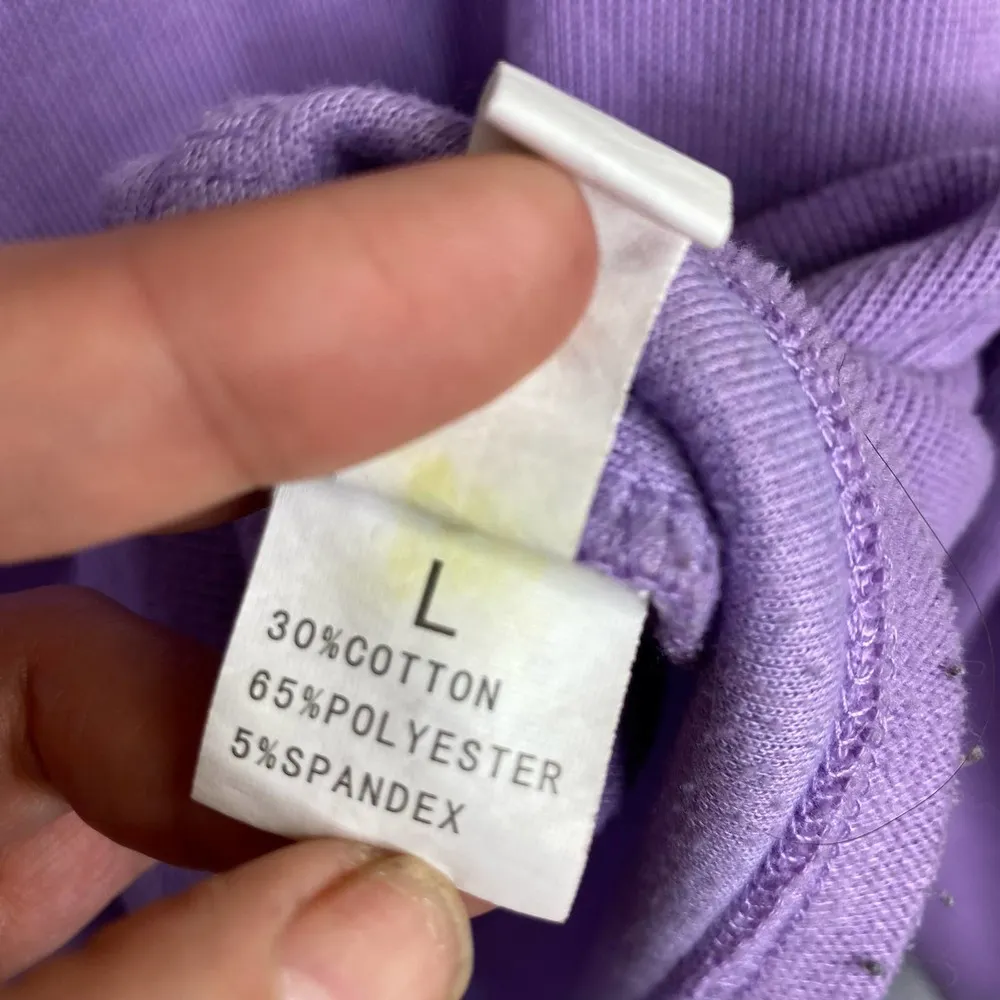 L
30%COTTON
65%POLYESTER
5%SPANDEX